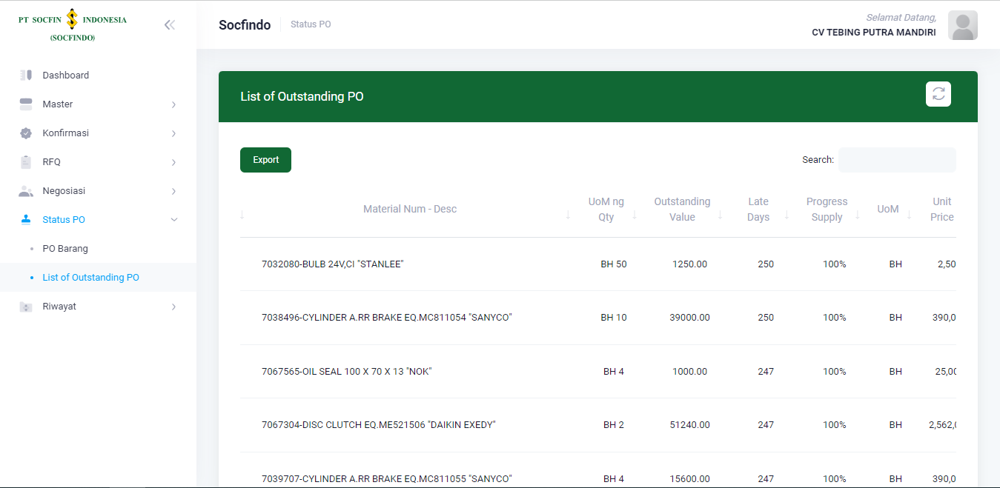 PT SOCFIN INDONESIA
(SOCFINDO)
Socfindo
Status PO
Selamat Datang,
CV TEBING PUTRA MANDIRI
Dashboard
Master
Konfirmasi
RFQ
Negosiasi
Status PO
PO Barang
List of Outstanding PO
Riwayat
List of Outstanding PO
Export
Search:
Material Num - Desc
UoM ng
Qty
Outstanding
Value
Late
Days
Progress
Supply
UoM
Unit
Price
7032080-BULB 24V,CI "STANLEE" BH 50 1250.00 250 100% BH 2,50
7038496-CYLINDER A.RR BRAKE EQ.MC811054 "SANYCO" BH 10 39000.00 250 100% BH 390,0
7067565-OIL SEAL 100 X 70 X 13 "NOK" BH 4 1000.00 247 100% BH 25,00
7067304-DISC CLUTCH EQ.ME521506 "DAIKIN EXEDY" BH 2 51240.00 247 100% BH 2,562,0
7039707-CYLINDER A.RR BRAKE EQ.MC811055 "SANYCO" BH 4 15600.00 247 100% BH 390,0